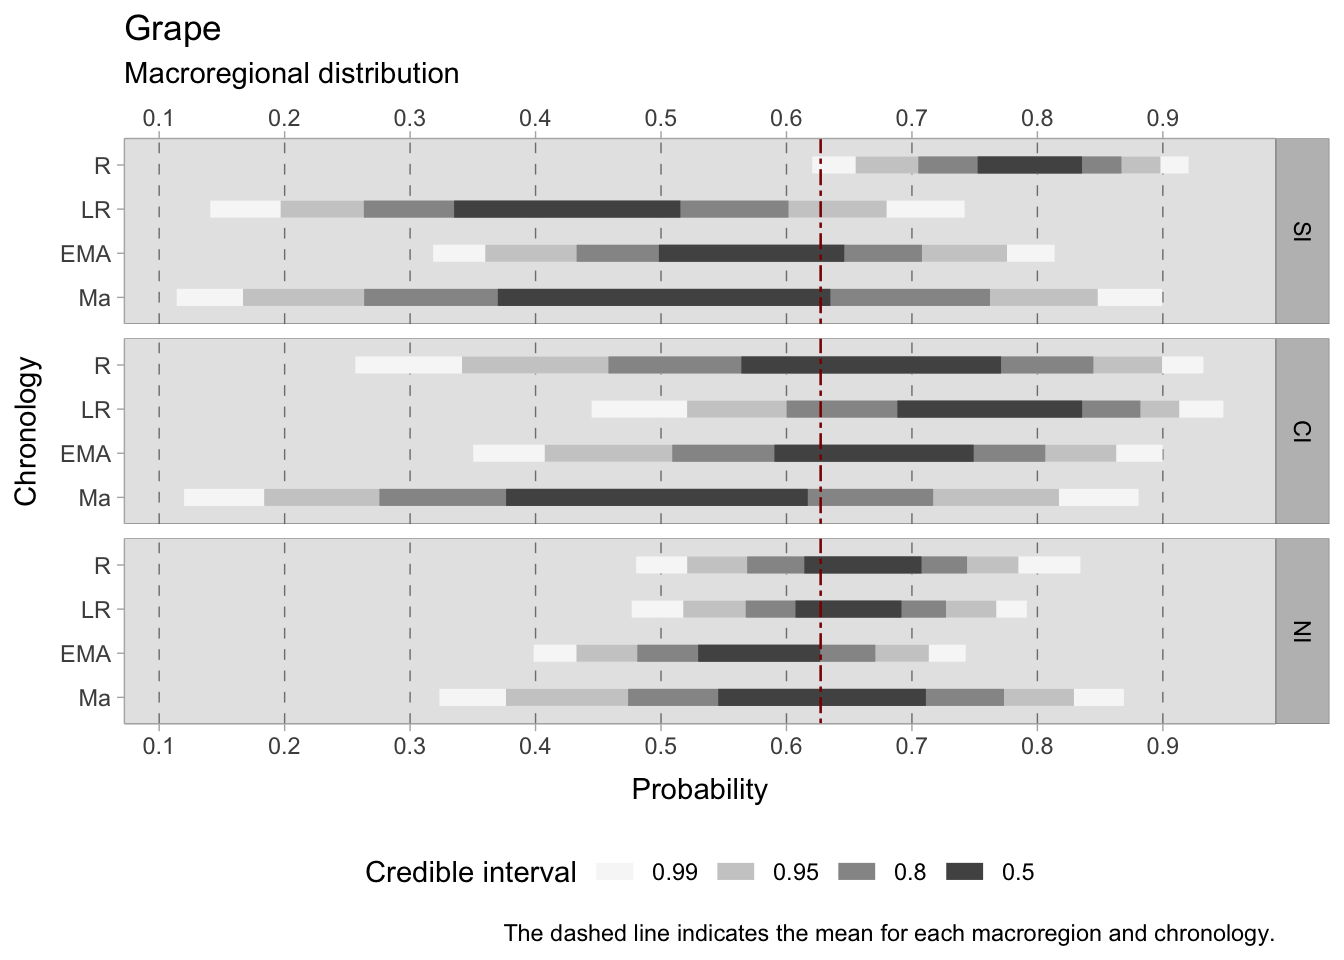 Grape
Macroregional distribution
0.1 0.2 0.3 0.4 0.5 0.6 0.7 0.8 0.9
R
LR
EMA
Ma
SI
R
LR
EMA
Ma
CI
R
LR
EMA
Ma
NI
Chronology
0.1 0.2 0.3 0.4 0.5 0.6 0.7 0.8 0.9
Probability
Credible interval 0.99 0.95 0.8 0.5
The dashed line indicates the mean for each macroregion and chronology.